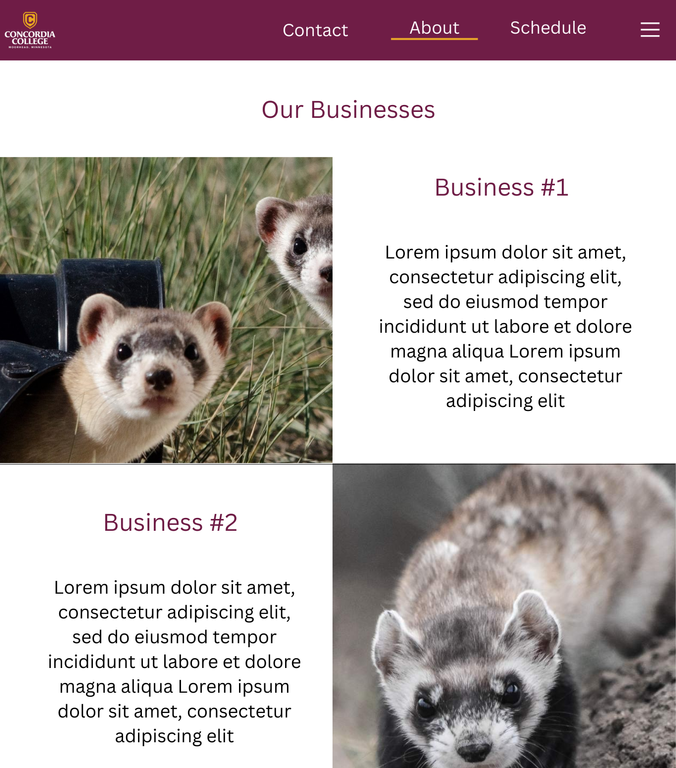 CONCORDIA
COLLEGE
MOORHEAD, MINNESOTA
Contact
About
Schedule
Our Businesses
Business #1
Lorem ipsum dolor sit amet,
consectetur adipiscing elit,
sed do eiusmod tempor
incididunt ut labore et dolore
magna aliqua Lorem ipsum
dolor sit amet, consectetur
adipiscing elit
Business #2
Lorem ipsum dolor sit amet,
consectetur adipiscing elit,
sed do eiusmod tempor
incididunt ut labore et dolore
magna aliqua Lorem ipsum
dolor sit amet, consectetur
adipiscing elit